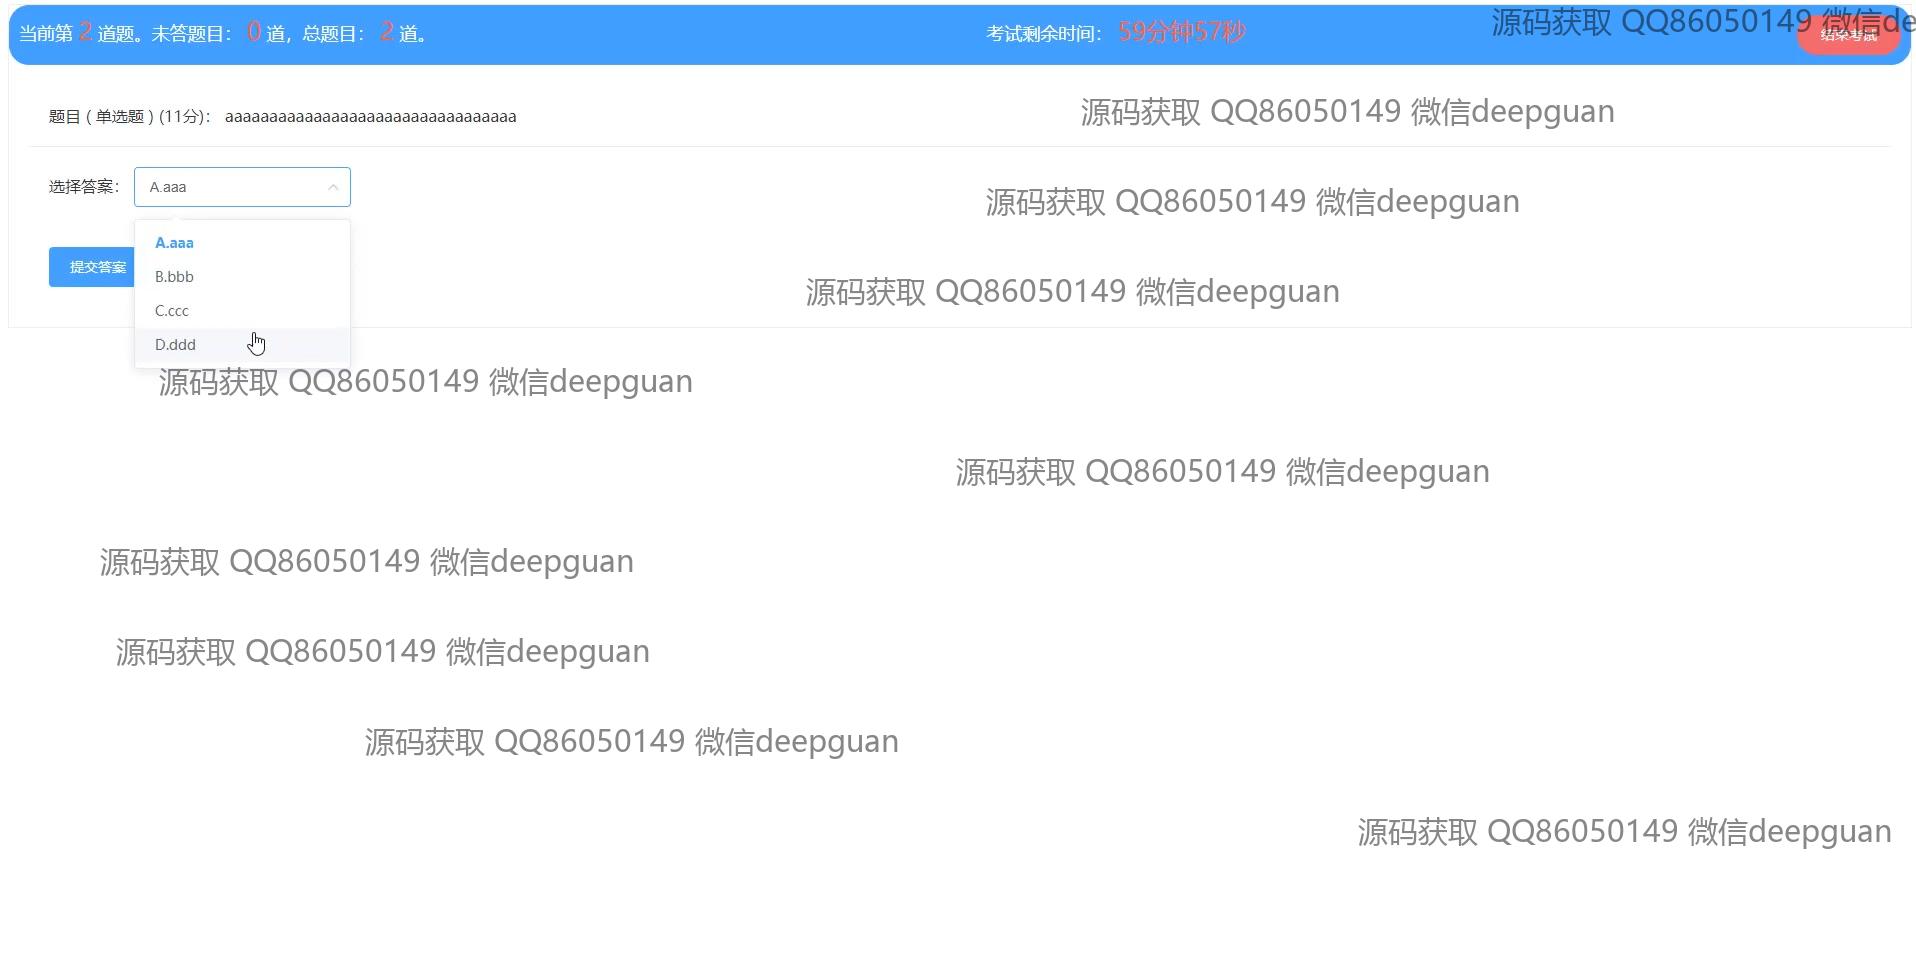 当前第 2 道题。未答题目： 0 道，总题目： 2 道。
考试剩余时间： 59分钟57秒
源码获取 QQ86050149 微信de
结束考试
题目 ( 单选题 ) (11分)： aaaaaaaaaaaaaaaaaaaaaaaaaaaaaaaaa
源码获取 QQ86050149 微信deepguan
选择答案： A.aaa
源码获取 QQ86050149 微信deepguan
A.aaa
提交答案
B.bbb
源码获取 QQ86050149 微信deepguan
C.ccc
D.ddd
源码获取 QQ86050149 微信deepguan
源码获取 QQ86050149 微信deepguan
源码获取 QQ86050149 微信deepguan
源码获取 QQ86050149 微信deepguan
源码获取 QQ86050149 微信deepguan
源码获取 QQ86050149 微信deepguan